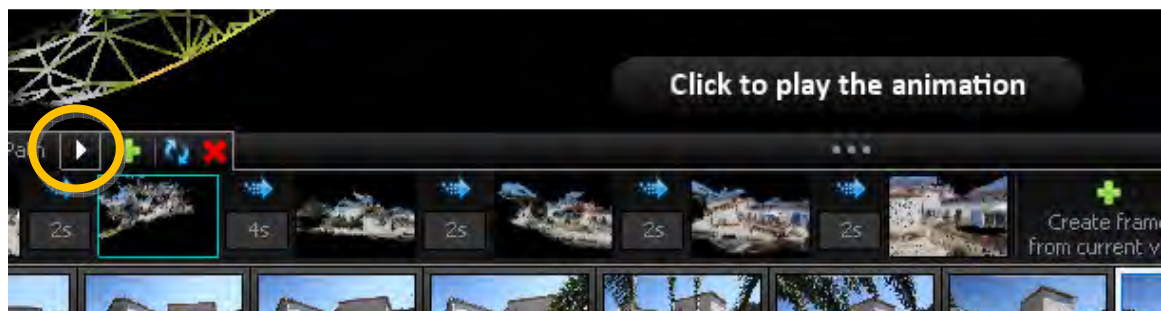 Click to play the animation
Path
2s
4s
2s
2s
2s
Create frame
from current v